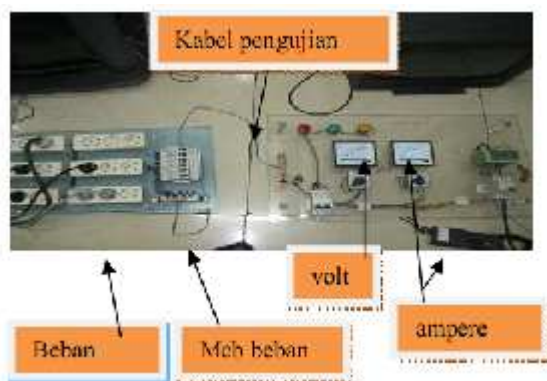 Kabel pengujian
volt
ampere
Beban
Mcb beban